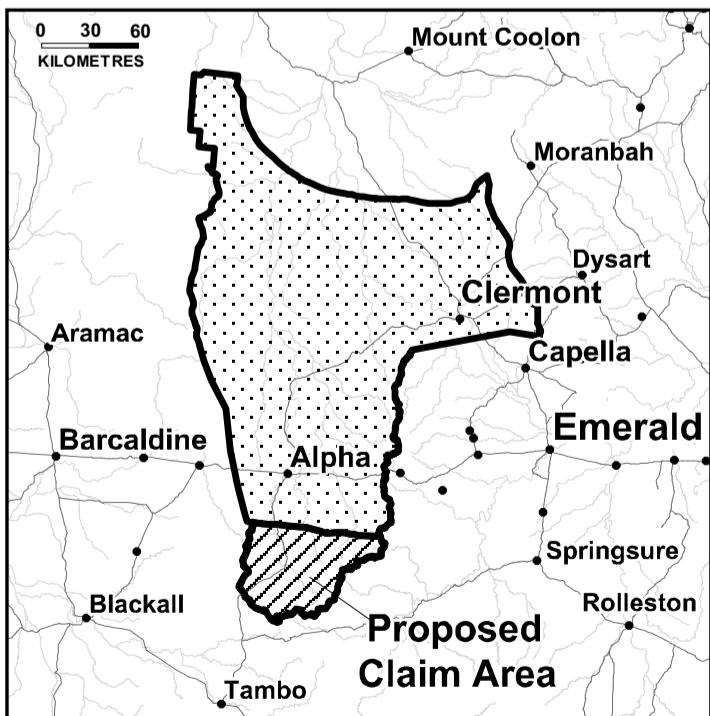 0 30 60
KILOMETRES
Mount Coolon
Moranbah
Dysart
Clermont
Aramac
Capella
Barcaldine
Emerald
Alpha
Springsure
Blackall
Rolleston
Proposed
Claim Area
Tambo